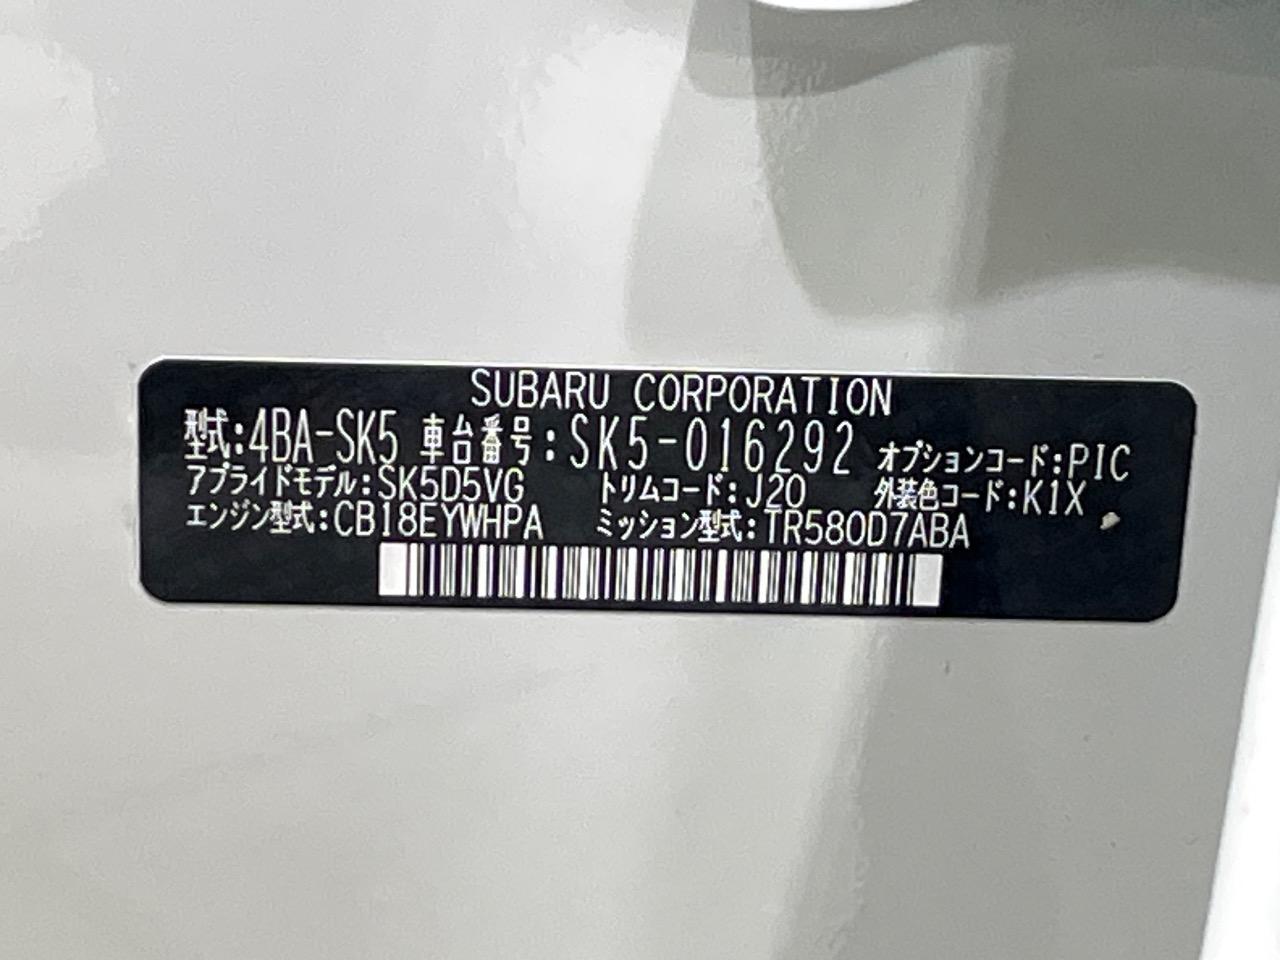 SUBARU CORPORATION
型式:4BA-SK5 車台番号:SK5-016292 オプションコード:PIC
アプライドモデル:SK5D5VG トリムコード:J20 外装色コード:K1X
エンジン型式:CB18EYWHPA ミッション型式:TR580D7ABA